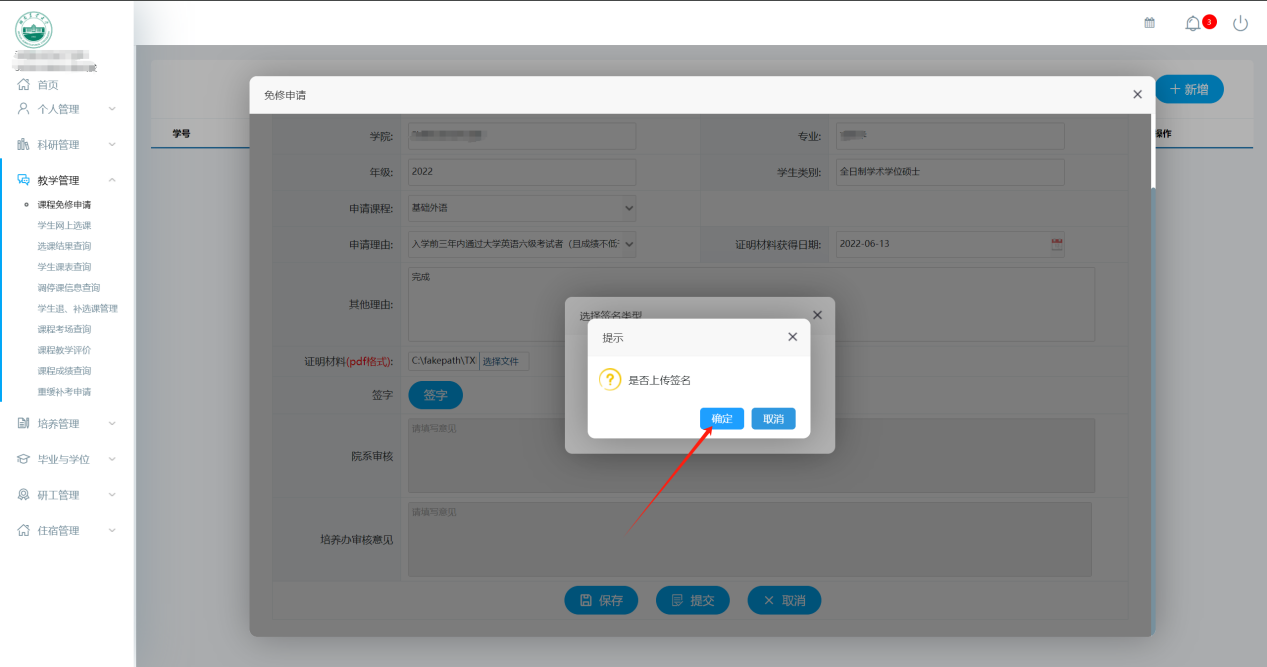 3
首页
个人管理
科研管理
教学管理
课程免修申请
学生网上选课
选课结果查询
学生课表查询
调停课信息查询
学生退、补选课管理
课程考场查询
课程教学评价
课程成绩查询
重缓补考申请
培养管理
毕业与学位
研工管理
住宿管理
新增
学号
操作
免修申请
学院:
专业:
年级: 2022
学生类别: 全日制学术学位硕士
申请课程: 基础外语
申请理由: 入学前三年内通过大学英语六级考试者（且成绩不低于
证明材料获得日期: 2022-06-13
其他理由: 完成
证明材料(pdf格式): C:\fakepath\TX 选择文件
签字 签字
院系审核 请填写意见
培养办审核意见 请填写意见
保存 提交 取消
选择签名类型
提示
是否上传签名
确定 取消